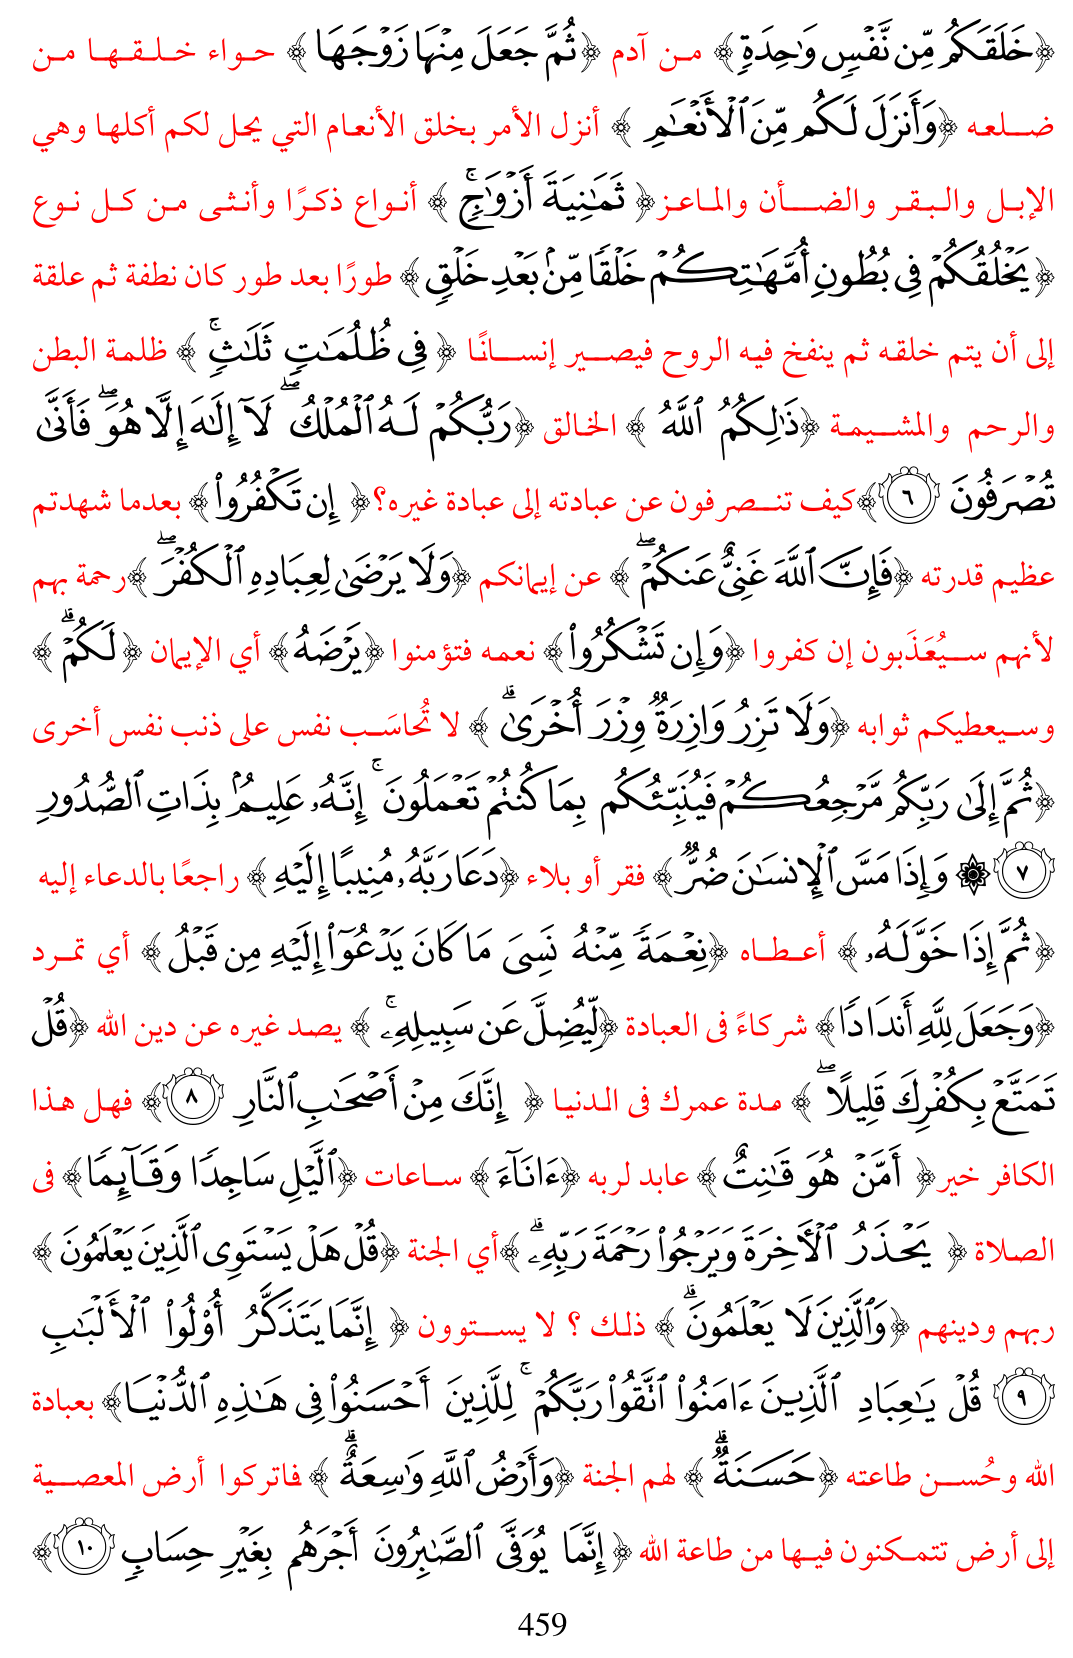 ﴿خَلَقَكُم مِّن نَّفْسٍ وَٰحِدَةٍ﴾ من آدم ﴿ثُمَّ جَعَلَ مِنْهَا زَوْجَهَا ﴾ حواء خلقها من
ضلعه ﴿وَأَنزَلَ لَكُم مِّنَ ٱلْأَنْعَٰمِ ﴾ أنزل الأمر بخلق الأنعام التي يحل لكم أكلها وهي
الإبل والبقر والضأن والماعز﴿ ثَمَٰنِيَةَ أَزْوَٰجٍۚ ﴾ أنواع ذكرًا وأنثى من كل نوع
﴿يَخْلُقُكُمْ فِى بُطُونِ أُمَّهَٰتِكُمْ خَلْقًا مِّنۢ بَعْدِ خَلْقٍ﴾ طورًا بعد طور كان نطفة ثم علقة
إلى أن يتم خلقه ثم ينفخ فيه الروح فيصير إنسانًا ﴿ فِى ظُلُمَٰتٍ ثَلَٰثٍۚ ﴾ ظلمة البطن
والرحم والمشيمة ﴿ذَٰلِكُمُ ٱللَّهُ ﴾ الخالق ﴿رَبُّكُمْ لَهُ ٱلْمُلْكُۖ لَآ إِلَٰهَ إِلَّا هُوَۖ فَأَنَّىٰ
تُصْرَفُونَ ٦﴾كيف تنصرفون عن عبادته إلى عبادة غيره؟﴿ إِن تَكْفُرُوا۟﴾ بعدما شهدتم
عظيم قدرته ﴿فَإِنَّ ٱللَّهَ غَنِىٌّ عَنكُمْۖ ﴾ عن إيمانكم ﴿وَلَا يَرْضَىٰ لِعِبَادِهِ ٱلْكُفْرَۖ ﴾رحمة بهم
لأنهم سيُعَذَبون إن كفروا ﴿وَإِن تَشْكُرُوا۟﴾ نعمه فتؤمنوا ﴿يَرْضَهُ﴾ أي الإيمان ﴿لَكُمْۗ ﴾
وسيعطيكم ثوابه ﴿وَلَا تَزِرُ وَازِرَةٌ وِزْرَ أُخْرَىٰۗ ﴾ لا تُحاسَب نفس على ذنب نفس أخرى
﴿ثُمَّ إِلَىٰ رَبِّكُم مَّرْجِعُكُمْ فَيُنَبِّئُكُم بِمَا كُنتُمْ تَعْمَلُونَۚ إِنَّهُۥ عَلِيمٌۢ بِذَاتِ ٱلصُّدُورِ
٧ ۞ وَإِذَا مَسَّ ٱلْإِنسَٰنَ ضُرٌّ﴾ فقر أو بلاء ﴿دَعَا رَبَّهُۥ مُنِيبًا إِلَيْهِ﴾ راجعًا بالدعاء إليه
﴿ثُمَّ إِذَا خَوَّلَهُۥ ﴾ أعطاه ﴿نِعْمَةً مِّنْهُ نَسِىَ مَا كَانَ يَدْعُوٓا۟ إِلَيْهِ مِن قَبْلُ ﴾ أي تمرد
﴿وَجَعَلَ لِلَّهِ أَندَادًا﴾ شركاءً فى العبادة ﴿لِّيُضِلَّ عَن سَبِيلِهِۦۚ ﴾ يصد غيره عن دين الله ﴿قُلْ
تَمَتَّعْ بِكُفْرِكَ قَلِيلًاۖ ﴾ مدة عمرك فى الدنيا ﴿ إِنَّكَ مِنْ أَصْحَٰبِ ٱلنَّارِ ٨﴾ فهل هذا
الكافر خير﴿ أَمَّنْ هُوَ قَٰنِتٌ﴾ عابد لربه ﴿ءَانَآءَ﴾ ساعات ﴿ٱلَّيْلِ سَاجِدًا وَقَآئِمًا﴾ فى
الصلاة ﴿ يَحْذَرُ ٱلْأَخِرَةَ وَيَرْجُوا۟ رَحْمَةَ رَبِّهِۦۗ ﴾أي الجنة ﴿قُلْ هَلْ يَسْتَوِى ٱلَّذِينَ يَعْلَمُونَ ﴾
ربهم ودينهم ﴿وَٱلَّذِينَ لَا يَعْلَمُونَۗ ﴾ ذلك ؟ لا يستوون ﴿ إِنَّمَا يَتَذَكَّرُ أُو۟لُوا۟ ٱلْأَلْبَٰبِ
٩ قُلْ يَٰعِبَادِ ٱلَّذِينَ ءَامَنُوا۟ ٱتَّقُوا۟ رَبَّكُمْۚ لِلَّذِينَ أَحْسَنُوا۟ فِى هَٰذِهِ ٱلدُّنْيَا﴾ بعبادة
الله وحُسن طاعته ﴿حَسَنَةٌۗ ﴾ لهم الجنة ﴿وَأَرْضُ ٱللَّهِ وَٰسِعَةٌۗ ﴾ فاتركوا أرض المعصية
إلى أرض تتمكنون فيها من طاعة الله ﴿ إِنَّمَا يُوَفَّى ٱلصَّٰبِرُونَ أَجْرَهُم بِغَيْرِ حِسَابٍ ١٠﴾
459